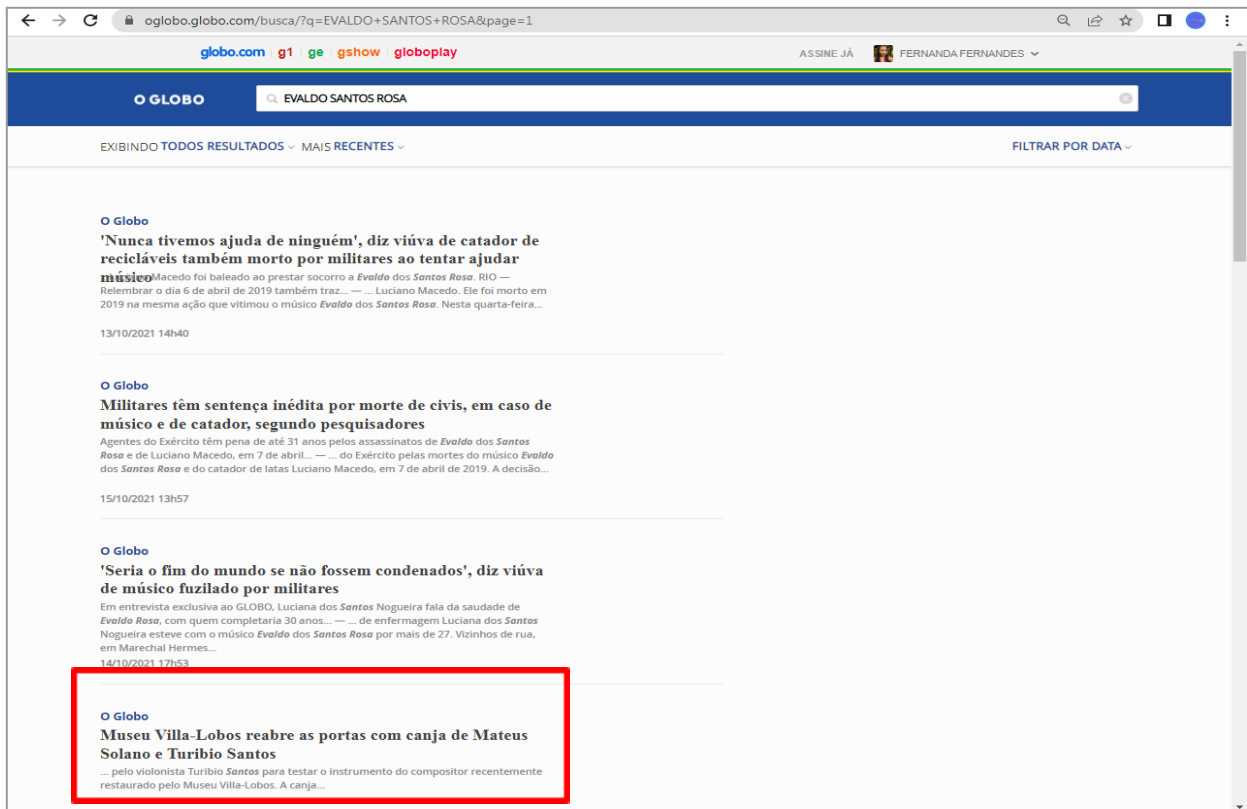 oglobo.globo.com/busca/?q=EVALDO+SANTOS+ROSA&page=1
globo.com g1 ge gshow globoplay
ASSINE JÁ FERNANDA FERNANDES
O GLOBO EVALDO SANTOS ROSA
EXIBINDO TODOS RESULTADOS MAIS RECENTES
FILTRAR POR DATA
O Globo
'Nunca tivemos ajuda de ninguém', diz viúva de catador de
recicláveis também morto por militares ao tentar ajudar
músico
Macedo foi baleado ao prestar socorro a Evaldo dos Santos Rosa. RIO —
Relembrar o dia 6 de abril de 2019 também traz... — ... Luciano Macedo. Ele foi morto em
2019 na mesma ação que vitimou o músico Evaldo dos Santos Rosa. Nesta quarta-feira...
13/10/2021 14h40
O Globo
Militares têm sentença inédita por morte de civis, em caso de
músico e de catador, segundo pesquisadores
Agentes do Exército têm pena de até 31 anos pelos assassinatos de Evaldo dos Santos
Rosa e de Luciano Macedo, em 7 de abril... — ... do Exército pelas mortes do músico Evaldo
dos Santos Rosa e do catador de latas Luciano Macedo, em 7 de abril de 2019. A decisão...
15/10/2021 13h57
O Globo
'Seria o fim do mundo se não fossem condenados', diz viúva
de músico fuzilado por militares
Em entrevista exclusiva ao GLOBO, Luciana dos Santos Nogueira fala da saudade de
Evaldo Rosa, com quem completaria 30 anos... — ... de enfermagem Luciana dos Santos
Nogueira esteve com o músico Evaldo dos Santos Rosa por mais de 27. Vizinhos de rua,
em Marechal Hermes...
14/10/2021 17h53
O Globo
Museu Villa-Lobos reabre as portas com canja de Mateus
Solano e Turibio Santos
... pelo violonista Turibio Santos para testar o instrumento do compositor recentemente
restaurado pelo Museu Villa-Lobos. A canja...